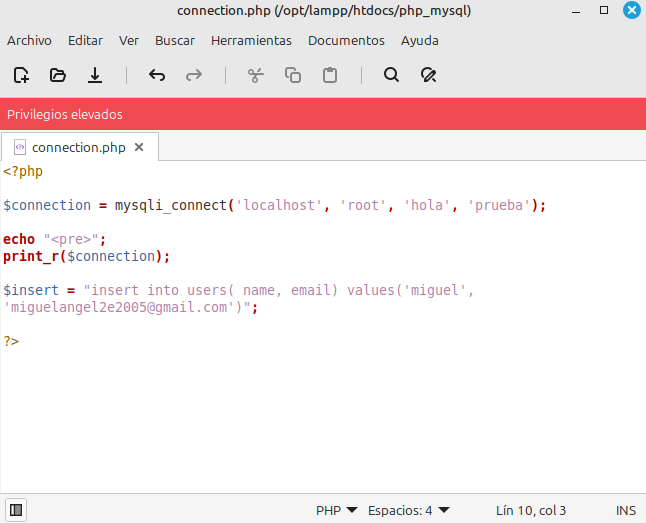 connection.php (/opt/lampp/htdocs/php_mysql)
Archivo Editar Ver Buscar Herramientas Documentos Ayuda
Privilegios elevados
connection.php
<?php
$connection = mysqli_connect('localhost', 'root', 'hola', 'prueba');
echo "<pre>";
print_r($connection);
$insert = "insert into users( name, email) values('miguel',
'miguelangel2e2005@gmail.com')";
?>
PHP Espacios: 4 Lín 10, col 3 INS